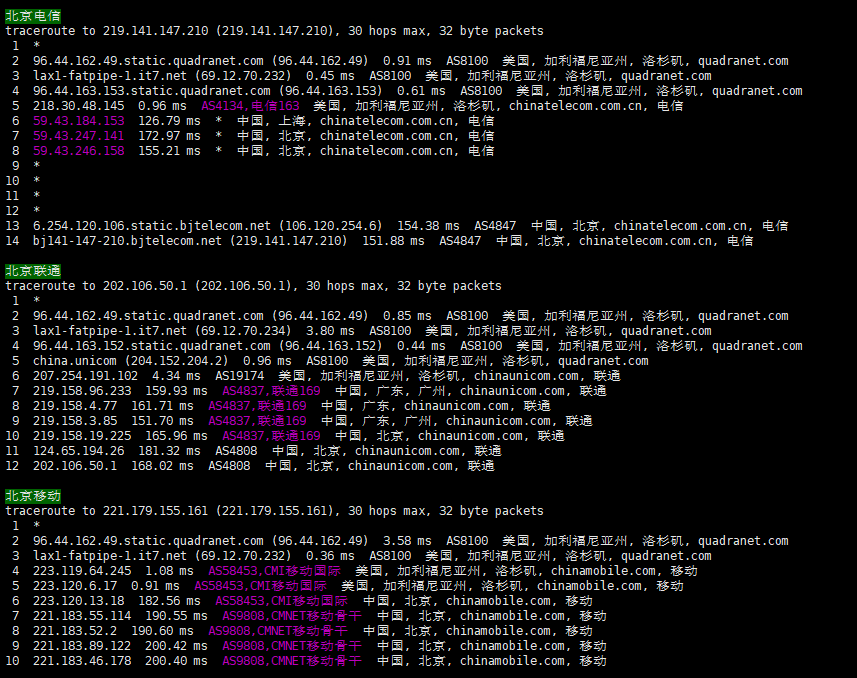 北京电信
traceroute to 219.141.147.210 (219.141.147.210), 30 hops max, 32 byte packets
1 *
2 96.44.162.49.static.quadranet.com (96.44.162.49) 0.91 ms AS8100 美国, 加利福尼亚州, 洛杉矶, quadranet.com
3 lax1-fatpipe-1.it7.net (69.12.70.232) 0.45 ms AS8100 美国, 加利福尼亚州, 洛杉矶, quadranet.com
4 96.44.163.153.static.quadranet.com (96.44.163.153) 0.61 ms AS8100 美国, 加利福尼亚州, 洛杉矶, quadranet.com
5 218.30.48.145 0.96 ms AS4134,电信163 美国, 加利福尼亚州, 洛杉矶, chinatelecom.com.cn, 电信
6 59.43.184.153 126.79 ms * 中国, 上海, chinatelecom.com.cn, 电信
7 59.43.247.141 172.97 ms * 中国, 北京, chinatelecom.com.cn, 电信
8 59.43.246.158 155.21 ms * 中国, 北京, chinatelecom.com.cn, 电信
9 *
10 *
11 *
12 *
13 6.254.120.106.static.bjtelecom.net (106.120.254.6) 154.38 ms AS4847 中国, 北京, chinatelecom.com.cn, 电信
14 bj141-147-210.bjtelecom.net (219.141.147.210) 151.88 ms AS4847 中国, 北京, chinatelecom.com.cn, 电信
北京联通
traceroute to 202.106.50.1 (202.106.50.1), 30 hops max, 32 byte packets
1 *
2 96.44.162.49.static.quadranet.com (96.44.162.49) 0.85 ms AS8100 美国, 加利福尼亚州, 洛杉矶, quadranet.com
3 lax1-fatpipe-1.it7.net (69.12.70.234) 3.80 ms AS8100 美国, 加利福尼亚州, 洛杉矶, quadranet.com
4 96.44.163.152.static.quadranet.com (96.44.163.152) 0.44 ms AS8100 美国, 加利福尼亚州, 洛杉矶, quadranet.com
5 china.unicom (204.152.204.2) 0.96 ms AS8100 美国, 加利福尼亚州, 洛杉矶, quadranet.com
6 207.254.191.102 4.34 ms AS19174 美国, 加利福尼亚州, 洛杉矶, chinaunicom.com, 联通
7 219.158.96.233 159.93 ms AS4837,联通169 中国, 广东, 广州, chinaunicom.com, 联通
8 219.158.4.77 161.71 ms AS4837,联通169 中国, 广东, chinaunicom.com, 联通
9 219.158.3.85 151.70 ms AS4837,联通169 中国, 广东, 广州, chinaunicom.com, 联通
10 219.158.19.225 165.96 ms AS4837,联通169 中国, 北京, chinaunicom.com, 联通
11 124.65.194.26 181.32 ms AS4808 中国, 北京, chinaunicom.com, 联通
12 202.106.50.1 168.02 ms AS4808 中国, 北京, chinaunicom.com, 联通
北京移动
traceroute to 221.179.155.161 (221.179.155.161), 30 hops max, 32 byte packets
1 *
2 96.44.162.49.static.quadranet.com (96.44.162.49) 3.58 ms AS8100 美国, 加利福尼亚州, 洛杉矶, quadranet.com
3 lax1-fatpipe-1.it7.net (69.12.70.232) 0.36 ms AS8100 美国, 加利福尼亚州, 洛杉矶, quadranet.com
4 223.119.64.245 1.08 ms AS58453,CMI移动国际 美国, 加利福尼亚州, 洛杉矶, chinamobile.com, 移动
5 223.120.6.17 0.91 ms AS58453,CMI移动国际 美国, 加利福尼亚州, 洛杉矶, chinamobile.com, 移动
6 223.120.13.18 182.56 ms AS58453,CMI移动国际 中国, 北京, chinamobile.com, 移动
7 221.183.55.114 190.55 ms AS9808,CMNET移动骨干 中国, 北京, chinamobile.com, 移动
8 221.183.52.2 190.60 ms AS9808,CMNET移动骨干 中国, 北京, chinamobile.com, 移动
9 221.183.89.122 200.42 ms AS9808,CMNET移动骨干 中国, 北京, chinamobile.com, 移动
10 221.183.46.178 200.40 ms AS9808,CMNET移动骨干 中国, 北京, chinamobile.com, 移动